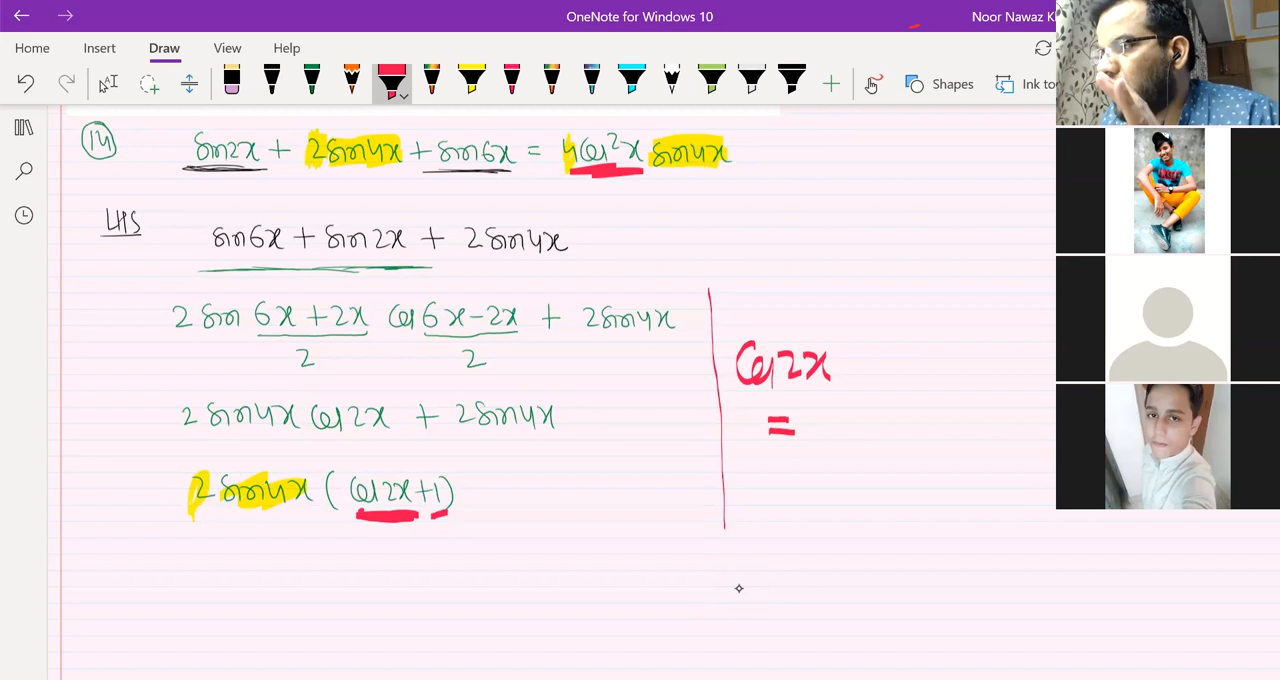 OneNote for Windows 10
Noor Nawaz K
Home Insert Draw View Help
Shapes Ink to
14 sin2x + 2sin4x + sin6x = 4cos²x sin4x
LHS
sin6x + sin2x + 2sin4x
2 sin (6x+2x)/2 cos (6x-2x)/2 + 2sin4x
cos2x
=
2 sin4x cos2x + 2sin4x
2 sin4x (cos2x+1)